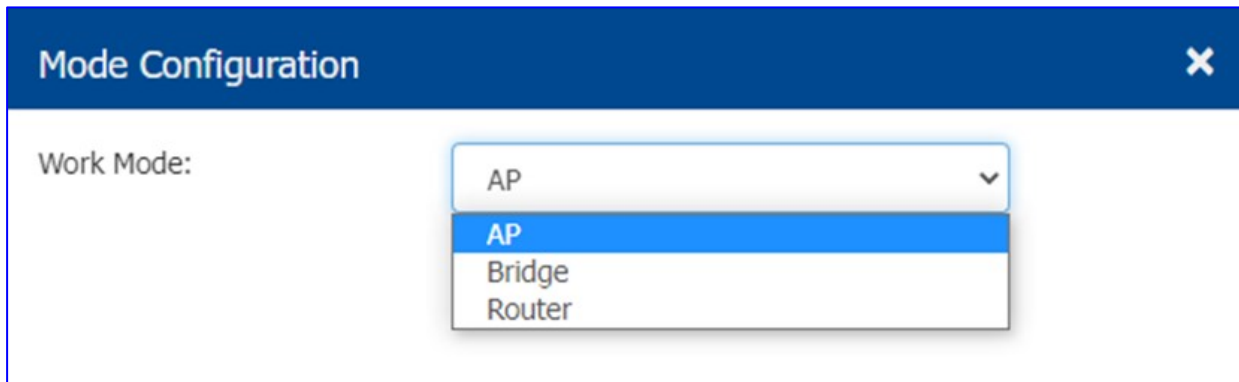 Mode Configuration
Work Mode:
AP
AP
Bridge
Router